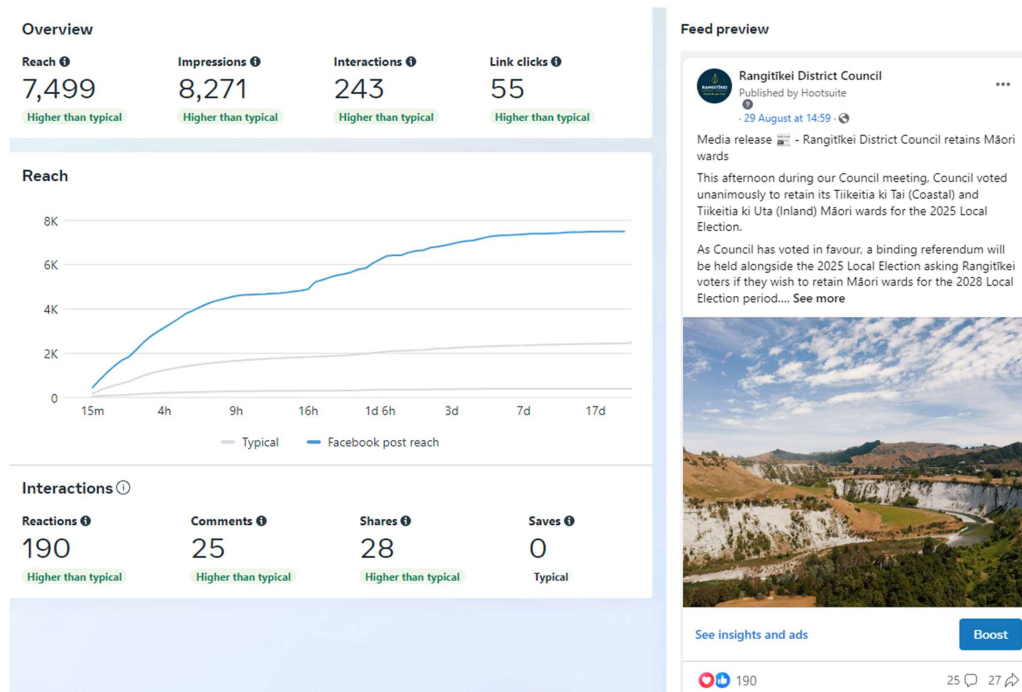 Overview
Reach
Impressions
Interactions
Link clicks
7,499
8,271
243
55
Higher than typical
Higher than typical
Higher than typical
Higher than typical
Reach
8K
6K
4K
2K
0
15m
4h
9h
16h
1d 6h
3d
7d
17d
Typical
Facebook post reach
Interactions
Reactions
Comments
Shares
Saves
190
25
28
0
Higher than typical
Higher than typical
Higher than typical
Typical
Feed preview
RANGITĪKEI
Rangitīkei District Council
Published by Hootsuite
· 29 August at 14:59 ·
Media release 📰 - Rangitīkei District Council retains Māori
wards
This afternoon during our Council meeting, Council voted
unanimously to retain its Tiikeitia ki Tai (Coastal) and
Tiikeitia ki Uta (Inland) Māori wards for the 2025 Local
Election.
As Council has voted in favour, a binding referendum will
be held alongside the 2025 Local Election asking Rangitīkei
voters if they wish to retain Māori wards for the 2028 Local
Election period.... See more
See insights and ads
Boost
190
25
27